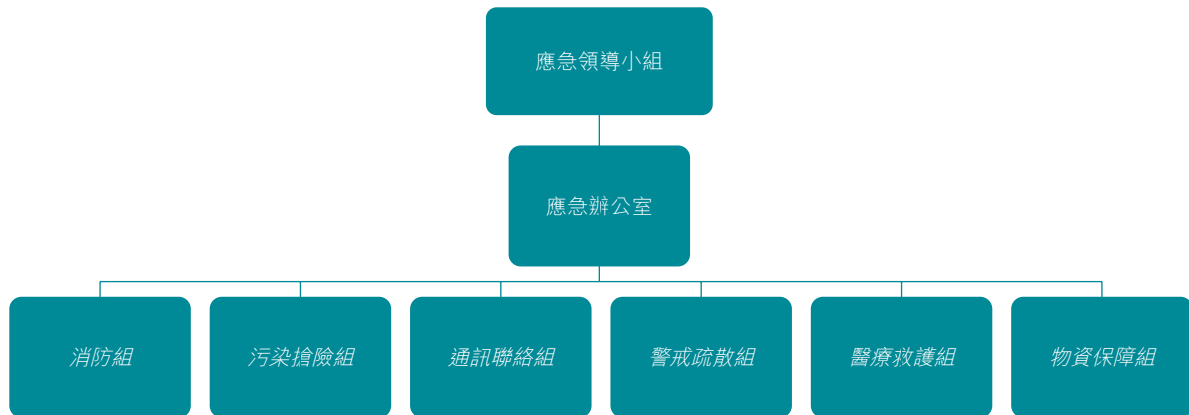 應急領導小組
應急辦公室
消防組
污染搶險組
通訊聯絡組
警戒疏散組
醫療救護組
物資保障組